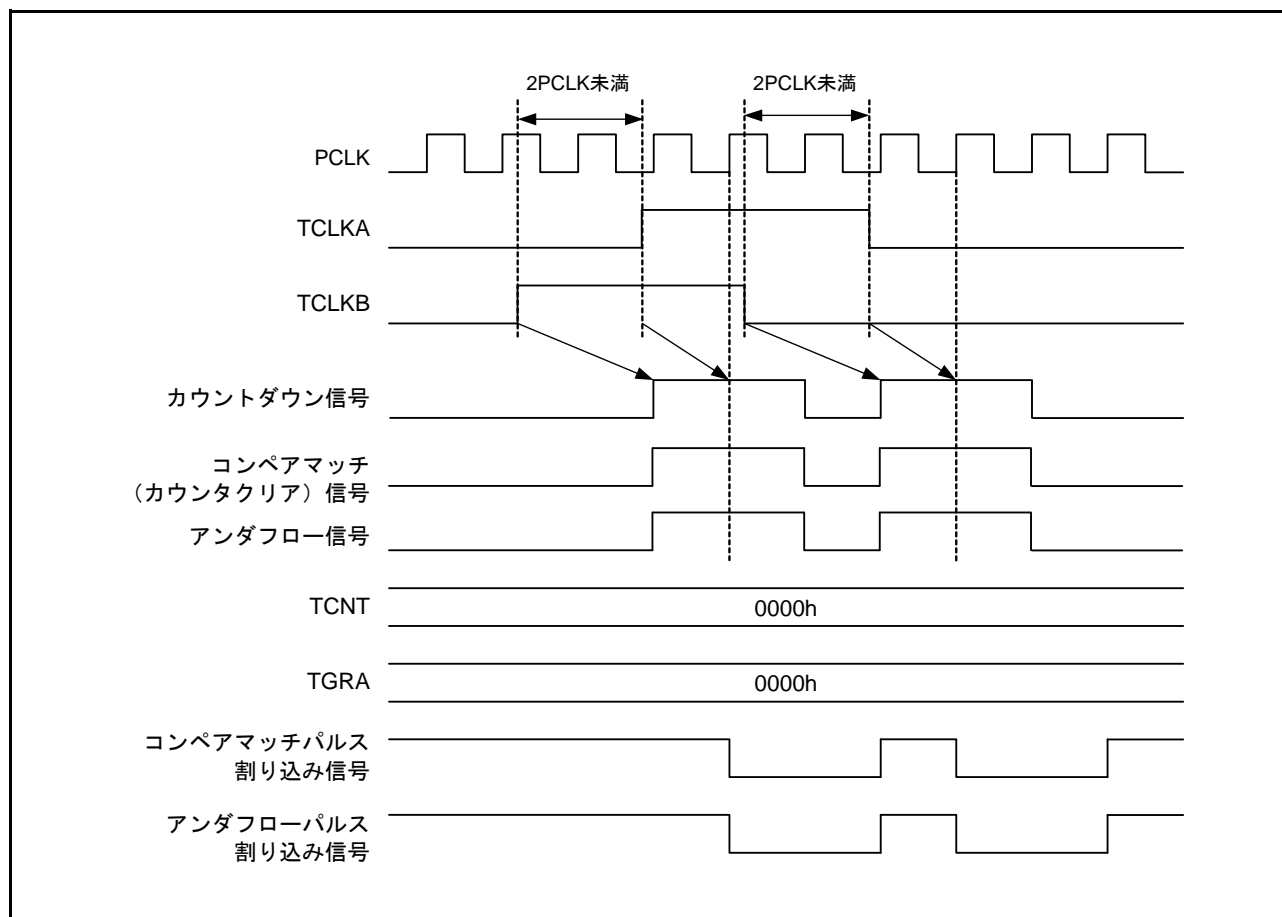 2PCLK未満 2PCLK未満
PCLK
TCLKA
TCLKB
カウントダウン信号
コンペアマッチ
（カウンタクリア）信号
アンダフロー信号
TCNT 0000h
TGRA 0000h
コンペアマッチパルス
割り込み信号
アンダフローパルス
割り込み信号